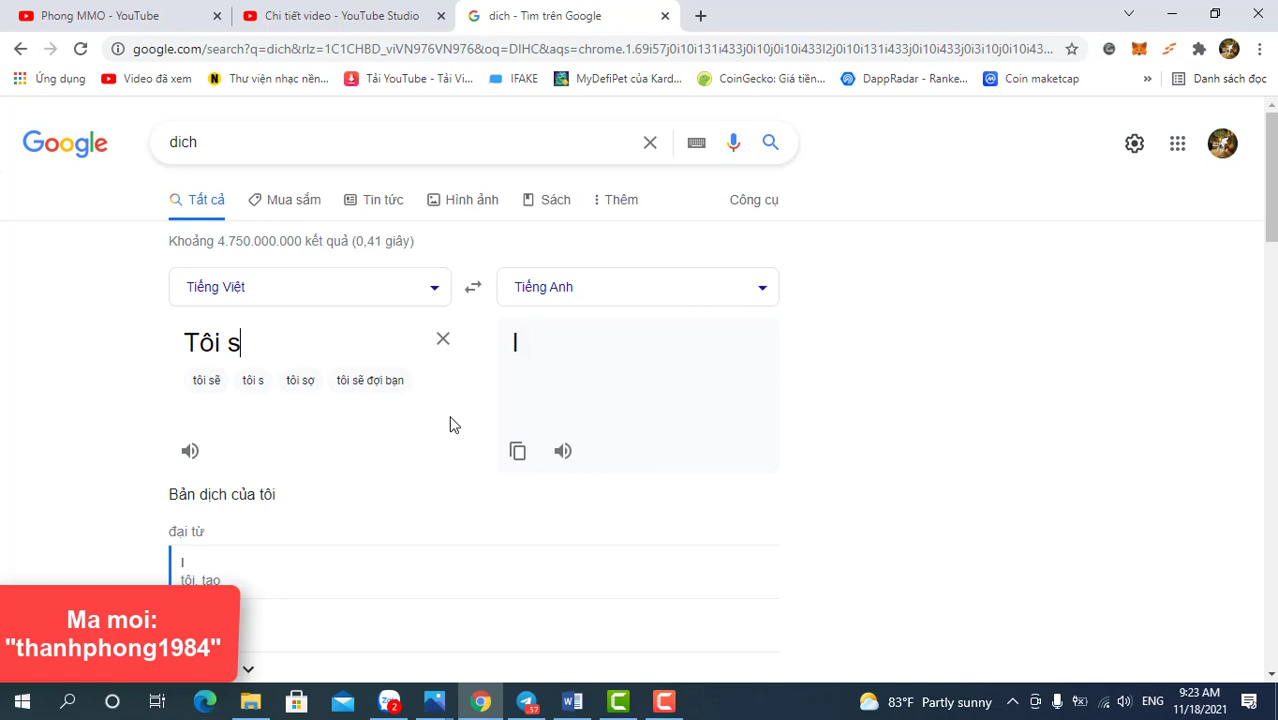 Phong MMO - YouTube
Chi tiết video - YouTube Studio
dich - Tìm trên Google
google.com/search?q=dich&rlz=1C1CHBD_viVN976VN976&oq=DIHC&aqs=chrome.1.69i57j0i10i131i433j0i10j0i433l2j0i10i131i433j0i10i433j0i3j0i10j0i10i43...
Ứng dụng
Video đã xem
Thư viện nhạc nền...
Tải YouTube - Tải Vi...
IFAKE
MyDefiPet của Kard...
CoinGecko: Giá tiền...
DappRadar - Ranke...
Coin maketcap
»
Danh sách đọc
Google
dich
Tất cả
Mua sắm
Tin tức
Hình ảnh
Sách
Thêm
Công cụ
Khoảng 4.750.000.000 kết quả (0,41 giây)
Tiếng Việt
Tiếng Anh
Tôi s
I
tôi sẽ
tôi s
tôi sợ
tôi sẽ đợi bạn
Bản dịch của tôi
đại từ
I
tôi, tao
Ma moi:
"thanhphong1984"
2
57
83°F Partly sunny
ENG
9:23 AM
11/18/2021